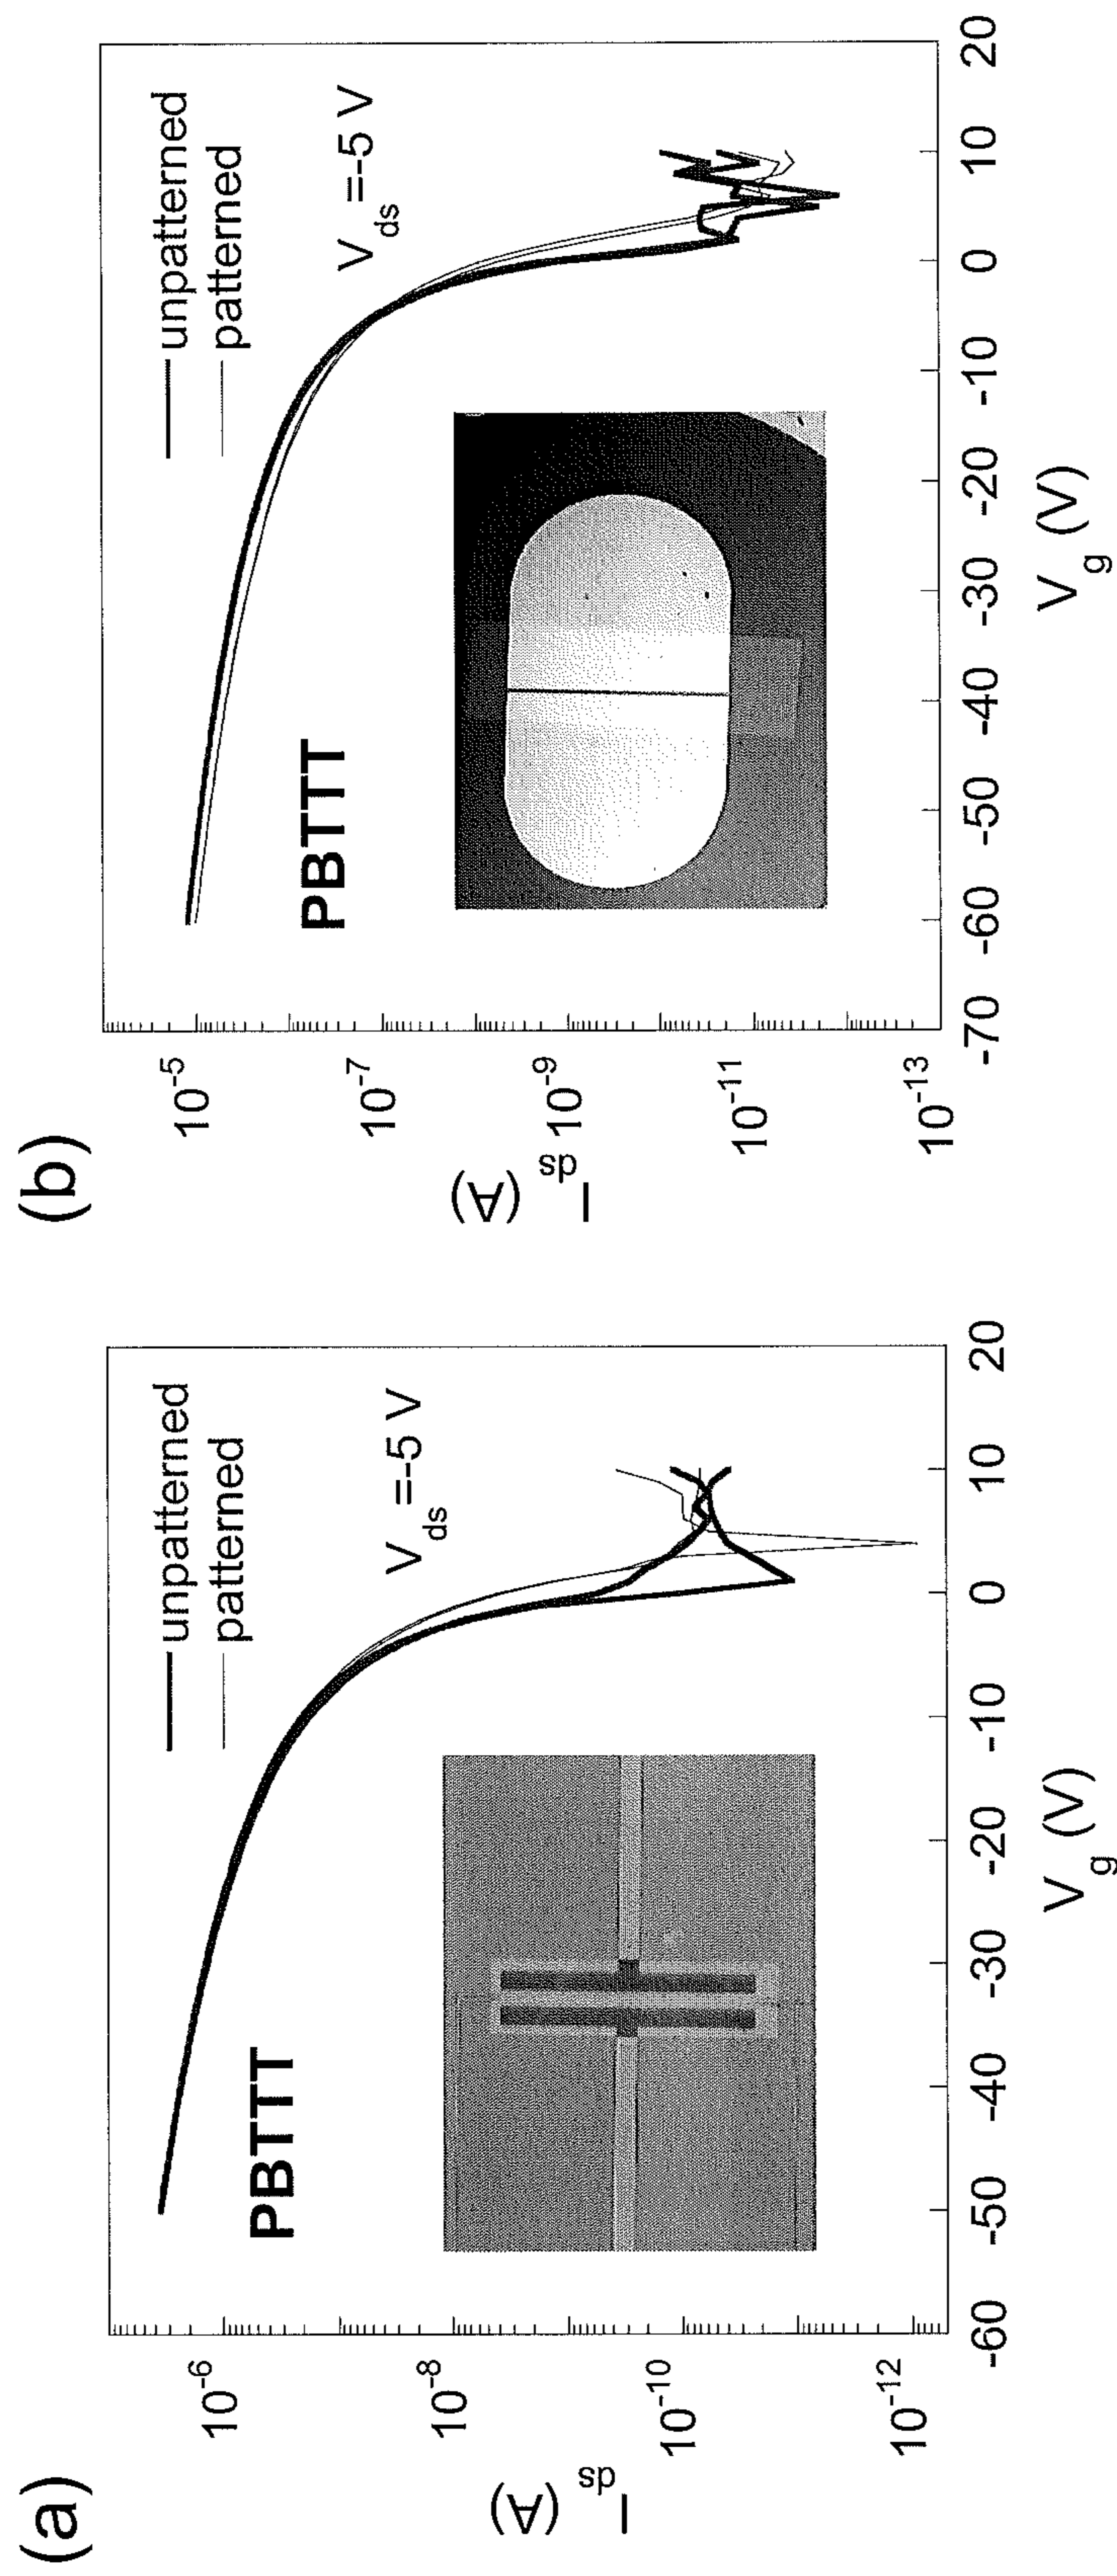 (a)
unpatterned
patterned
V_ds =-5 V
PBTTT
I_ds (A)
10^-6
10^-8
10^-10
10^-12
-60 -50 -40 -30 -20 -10 0 10 20
V_g (V)
(b)
unpatterned
patterned
V_ds =-5 V
PBTTT
I_ds (A)
10^-5
10^-7
10^-9
10^-11
10^-13
-70 -60 -50 -40 -30 -20 -10 0 10 20
V_g (V)